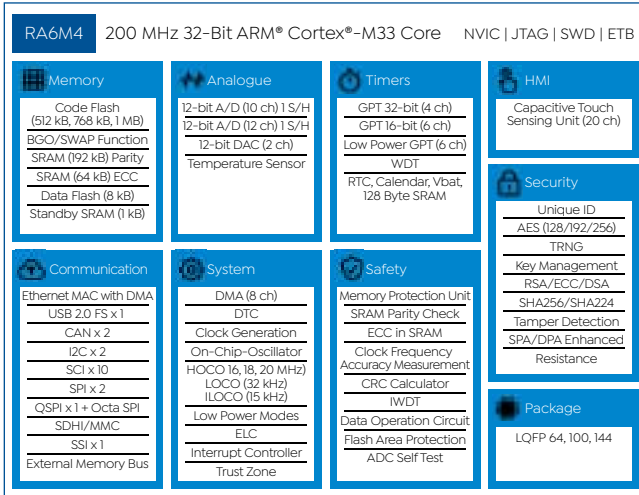 RA6M4 200 MHz 32-Bit ARM® Cortex®-M33 Core NVIC | JTAG | SWD | ETB
Memory
Code Flash
(512 kB, 768 kB, 1 MB)
BGO/SWAP Function
SRAM (192 kB) Parity
SRAM (64 kB) ECC
Data Flash (8 kB)
Standby SRAM (1 kB)
Analogue
12-bit A/D (10 ch) 1 S/H
12-bit A/D (12 ch) 1 S/H
12-bit DAC (2 ch)
Temperature Sensor
Timers
GPT 32-bit (4 ch)
GPT 16-bit (6 ch)
Low Power GPT (6 ch)
WDT
RTC, Calendar, Vbat,
128 Byte SRAM
HMI
Capacitive Touch
Sensing Unit (20 ch)
Security
Unique ID
AES (128/192/256)
TRNG
Key Management
RSA/ECC/DSA
SHA256/SHA224
Tamper Detection
SPA/DPA Enhanced
Resistance
Communication
Ethernet MAC with DMA
USB 2.0 FS x 1
CAN x 2
I2C x 2
SCI x 10
SPI x 2
QSPI x 1 + Octa SPI
SDHI/MMC
SSI x 1
External Memory Bus
System
DMA (8 ch)
DTC
Clock Generation
On-Chip-Oscillator
HOCO 16, 18, 20 MHz)
LOCO (32 kHz)
ILOCO (15 kHz)
Low Power Modes
ELC
Interrupt Controller
Trust Zone
Safety
Memory Protection Unit
SRAM Parity Check
ECC in SRAM
Clock Frequency
Accuracy Measurement
CRC Calculator
IWDT
Data Operation Circuit
Flash Area Protection
ADC Self Test
Package
LQFP 64, 100, 144